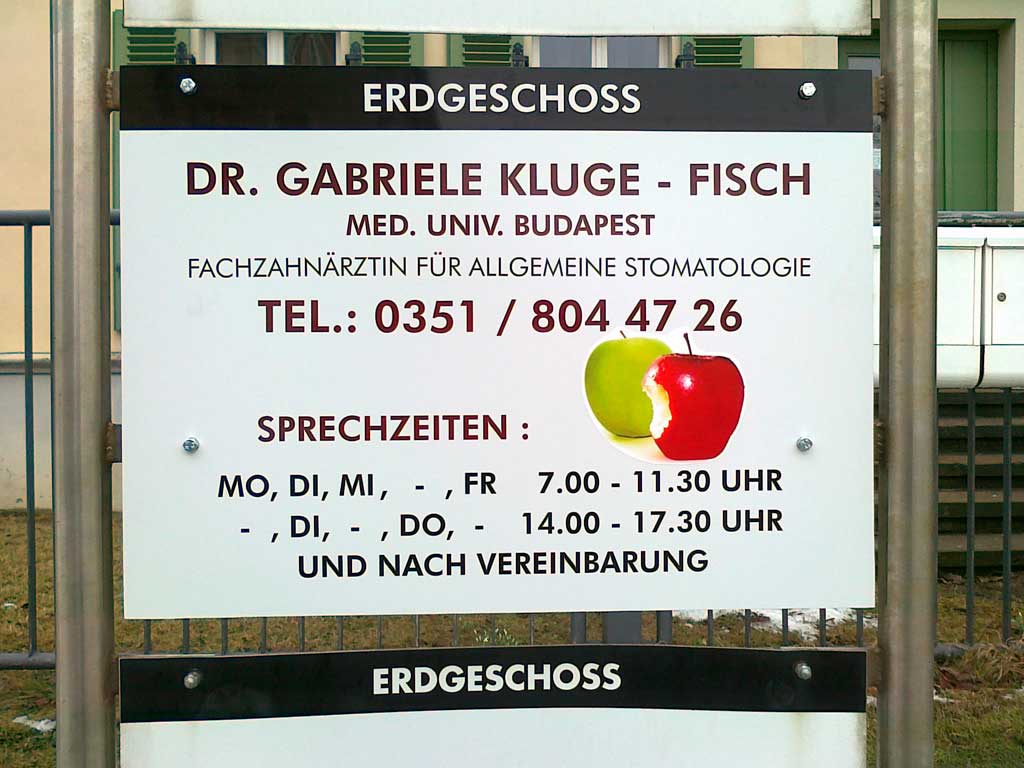 ERDGESCHOSS
DR. GABRIELE KLUGE - FISCH
MED. UNIV. BUDAPEST
FACHZAHNÄRZTIN FÜR ALLGEMEINE STOMATOLOGIE
TEL.: 0351 / 804 47 26
SPRECHZEITEN :
MO, DI, MI, - , FR 7.00 - 11.30 UHR
- , DI, - , DO, - 14.00 - 17.30 UHR
UND NACH VEREINBARUNG
ERDGESCHOSS